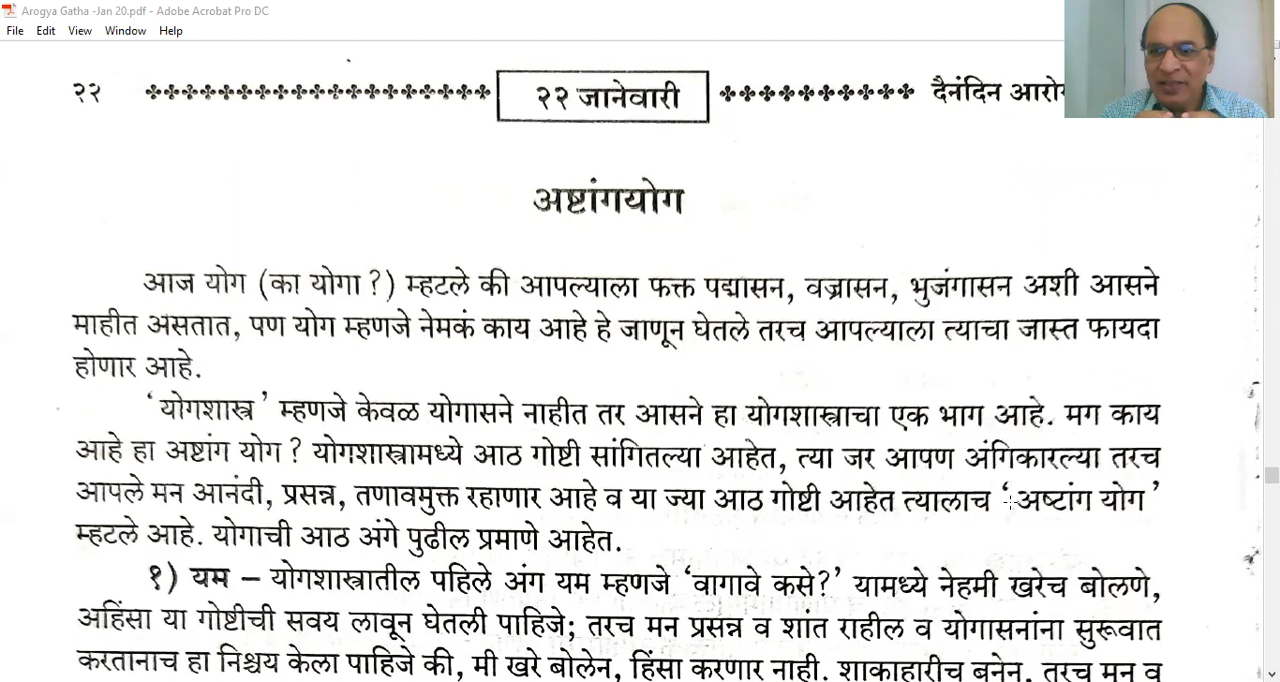 Arogya Gatha -Jan 20.pdf - Adobe Acrobat Pro DC
File Edit View Window Help
२२ २२ जानेवारी दैनंदिन
अष्टांगयोग
आज योग (का योगा ?) म्हटले की आपल्याला फक्त पद्मासन, वज्रासन, भुजंगासन अशी आसने
माहीत असतात, पण योग म्हणजे नेमकं काय आहे हे जाणून घेतले तरच आपल्याला त्याचा जास्त फायदा
होणार आहे.
‘योगशास्त्र’ म्हणजे केवळ योगासने नाहीत तर आसने हा योगशास्त्राचा एक भाग आहे. मग काय
आहे हा अष्टांग योग ? योगशास्त्रामध्ये आठ गोष्टी सांगितल्या आहेत, त्या जर आपण अंगिकारल्या तरच
आपले मन आनंदी, प्रसन्न, तणावमुक्त रहाणार आहे व या ज्या आठ गोष्टी आहेत त्यालाच ‘अष्टांग योग’
म्हटले आहे. योगाची आठ अंगे पुढील प्रमाणे आहेत.
१) यम – योगशास्त्रातील पहिले अंग यम म्हणजे ‘वागावे कसे?’ यामध्ये नेहमी खरेच बोलणे,
अहिंसा या गोष्टीची सवय लावून घेतली पाहिजे; तरच मन प्रसन्न व शांत राहील व योगासनांना सुरूवात
करतानाच हा निश्चय केला पाहिजे की, मी खरे बोलेन, हिंसा करणार नाही. शाकाहारीच बनेन, तरच मन व